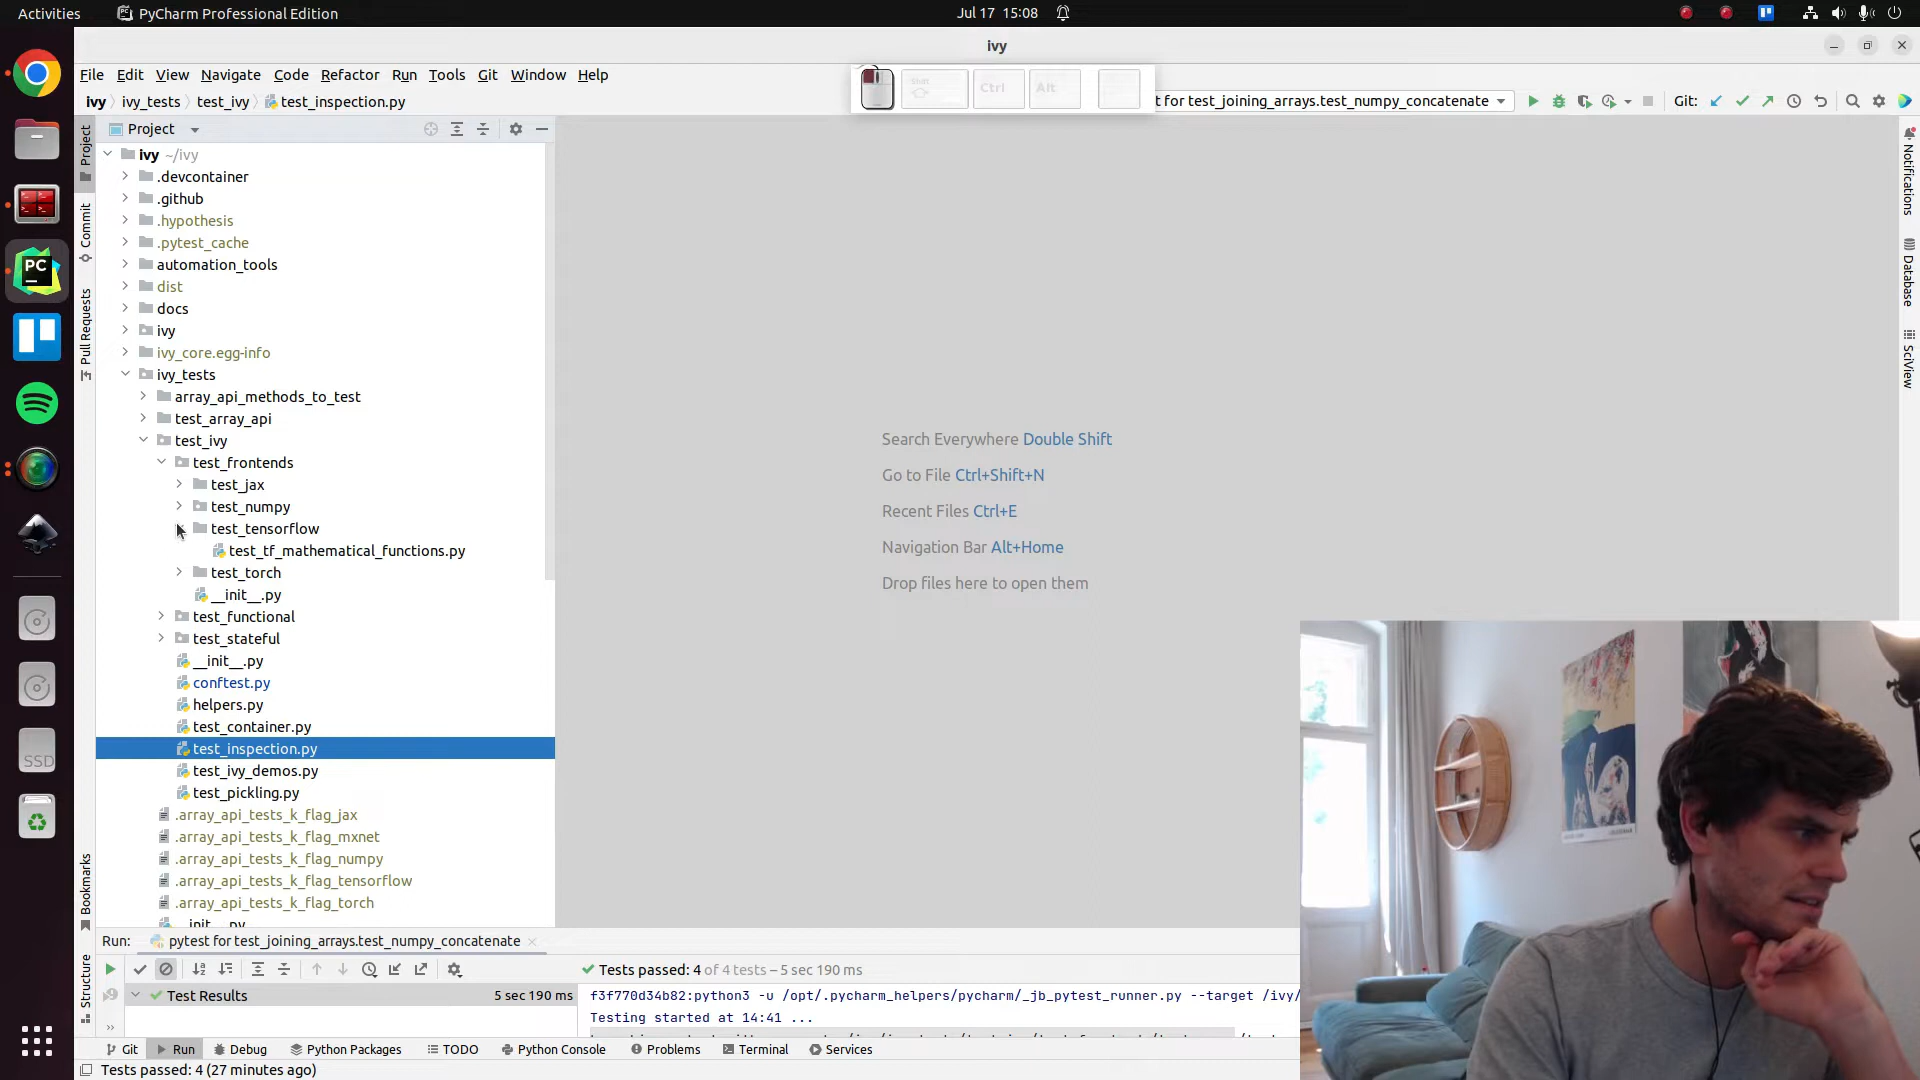 Activities
PyCharm Professional Edition
Jul 17 15:08
ivy
File Edit View Navigate Code Refactor Run Tools Git Window Help
Shift Ctrl Alt
ivy ivy_tests test_ivy test_inspection.py
t for test_joining_arrays.test_numpy_concatenate
Git:
Project
ivy ~/ivy
.devcontainer
.github
.hypothesis
.pytest_cache
automation_tools
dist
docs
ivy
ivy_core.egg-info
ivy_tests
array_api_methods_to_test
test_array_api
test_ivy
test_frontends
test_jax
test_numpy
test_tensorflow
test_tf_mathematical_functions.py
test_torch
__init__.py
test_functional
test_stateful
__init__.py
conftest.py
helpers.py
test_container.py
test_inspection.py
test_ivy_demos.py
test_pickling.py
.array_api_tests_k_flag_jax
.array_api_tests_k_flag_mxnet
.array_api_tests_k_flag_numpy
.array_api_tests_k_flag_tensorflow
.array_api_tests_k_flag_torch
__init__.py
Project
Commit
Pull Requests
Bookmarks
Structure
PC
SSD
Search Everywhere Double Shift
Go to File Ctrl+Shift+N
Recent Files Ctrl+E
Navigation Bar Alt+Home
Drop files here to open them
Notifications
Database
SciView
Run: pytest for test_joining_arrays.test_numpy_concatenate
Tests passed: 4 of 4 tests – 5 sec 190 ms
Test Results 5 sec 190 ms
f3f770d34b82:python3 -u /opt/.pycharm_helpers/pycharm/_jb_pytest_runner.py --target /ivy/
Testing started at 14:41 ...
Git Run Debug Python Packages TODO Python Console Problems Terminal Services
Tests passed: 4 (27 minutes ago)